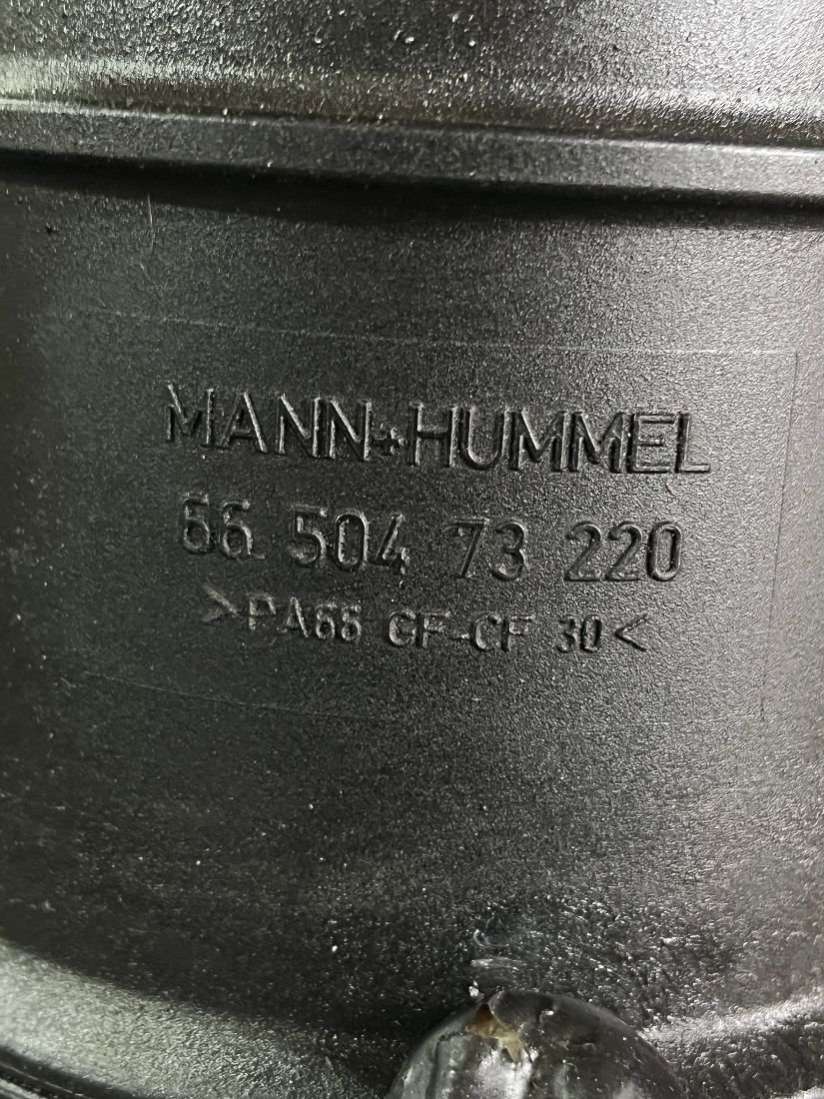 MANN+HUMMEL
66 504 73 220
>PA66 GF-CF 30<